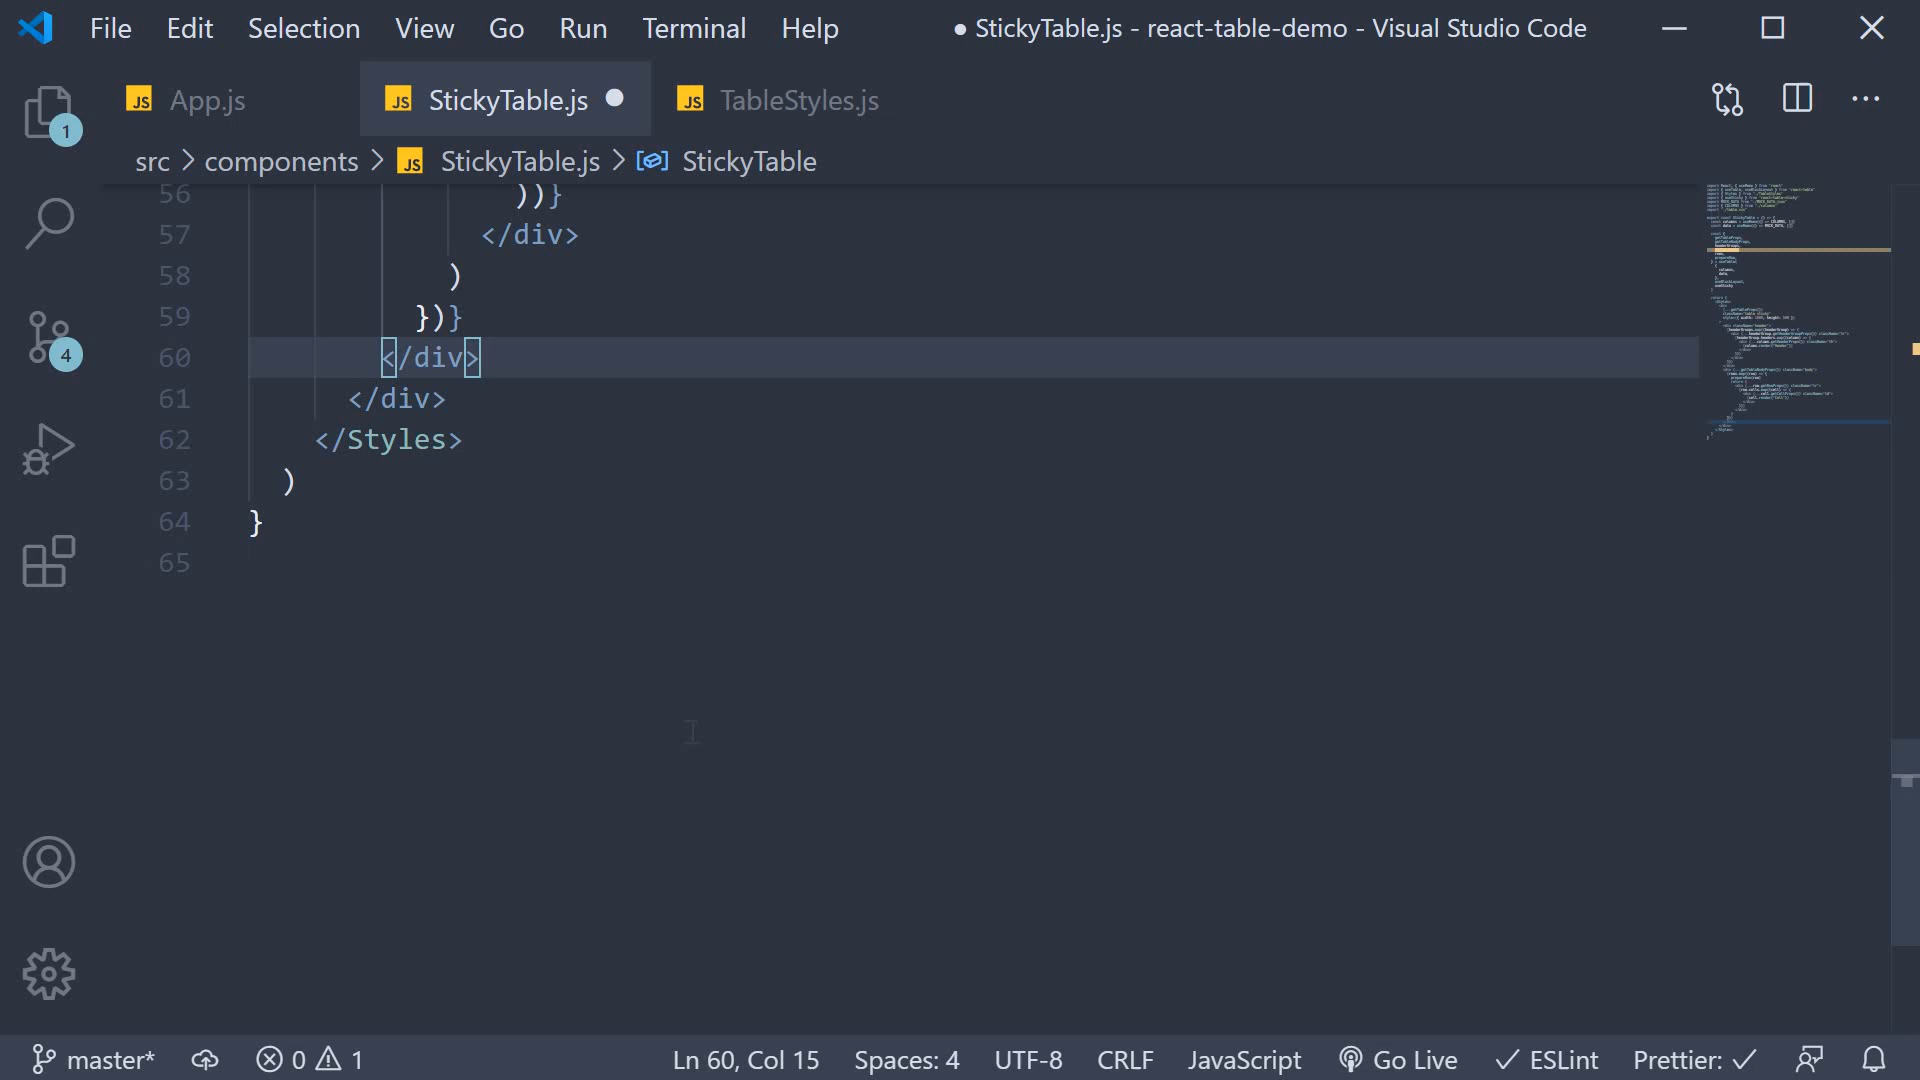 File Edit Selection View Go Run Terminal Help ● StickyTable.js - react-table-demo - Visual Studio Code
JS App.js JS StickyTable.js ● JS TableStyles.js
1
src > components > JS StickyTable.js > StickyTable
56 ))}
57 </div>
58 )
59 })}
60 </div>
61 </div>
62 </Styles>
63 )
64 }
65
4
master* 0 1 Ln 60, Col 15 Spaces: 4 UTF-8 CRLF JavaScript Go Live ESLint Prettier: